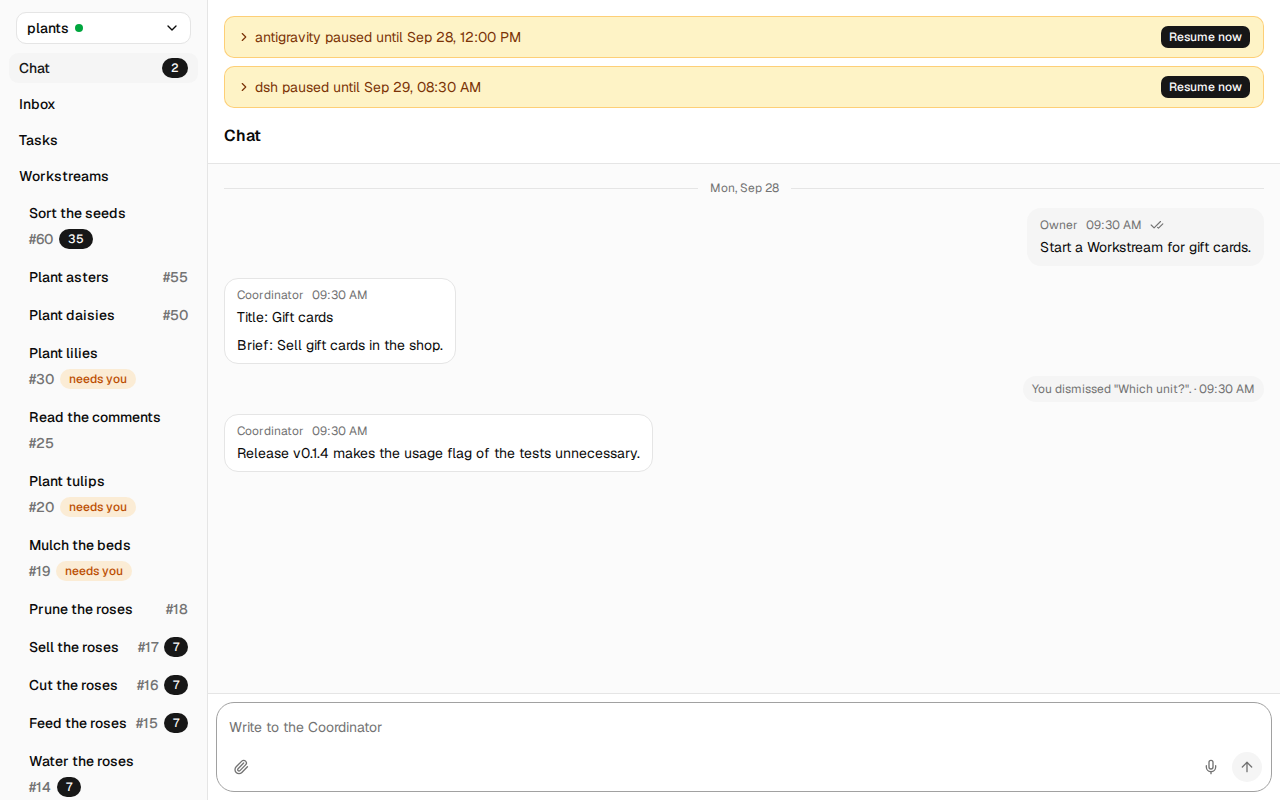 plants
Chat 2
Inbox
Tasks
Workstreams
Sort the seeds
#60 35
Plant asters #55
Plant daisies #50
Plant lilies
#30 needs you
Read the comments
#25
Plant tulips
#20 needs you
Mulch the beds
#19 needs you
Prune the roses #18
Sell the roses #17 7
Cut the roses #16 7
Feed the roses #15 7
Water the roses
#14 7
antigravity paused until Sep 28, 12:00 PM Resume now
dsh paused until Sep 29, 08:30 AM Resume now
Chat
Mon, Sep 28
Owner 09:30 AM
Start a Workstream for gift cards.
Coordinator 09:30 AM
Title: Gift cards
Brief: Sell gift cards in the shop.
You dismissed "Which unit?". · 09:30 AM
Coordinator 09:30 AM
Release v0.1.4 makes the usage flag of the tests unnecessary.
Write to the Coordinator